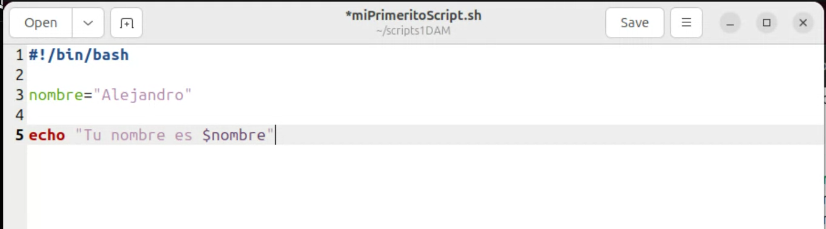 Open
*miPrimeritoScript.sh
~/scripts1DAM
Save
1 #!/bin/bash
2
3 nombre="Alejandro"
4
5 echo "Tu nombre es $nombre"